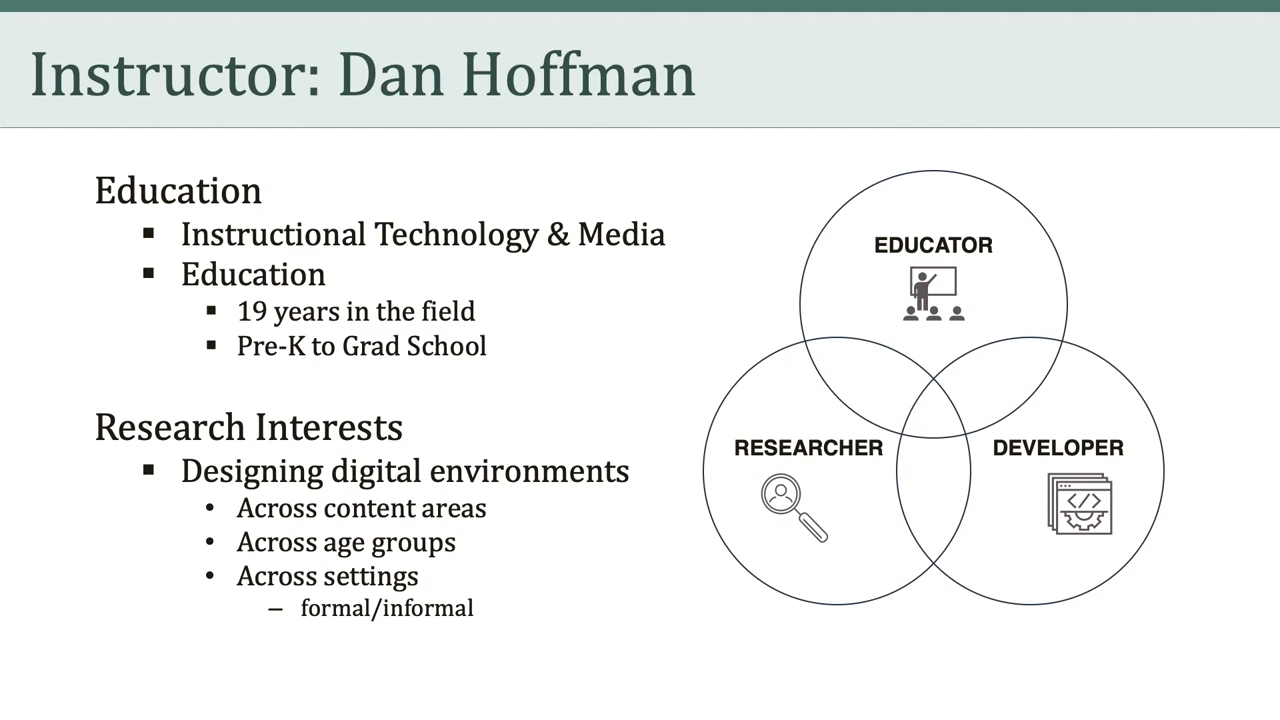 Instructor: Dan Hoffman
Education
▪ Instructional Technology & Media
▪ Education
▪ 19 years in the field
▪ Pre-K to Grad School
Research Interests
▪ Designing digital environments
• Across content areas
• Across age groups
• Across settings
– formal/informal
EDUCATOR
RESEARCHER
DEVELOPER